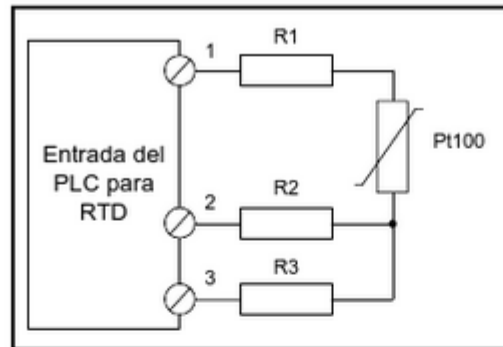 1
R1
Entrada del
PLC para
RTD
Pt100
2
R2
3
R3